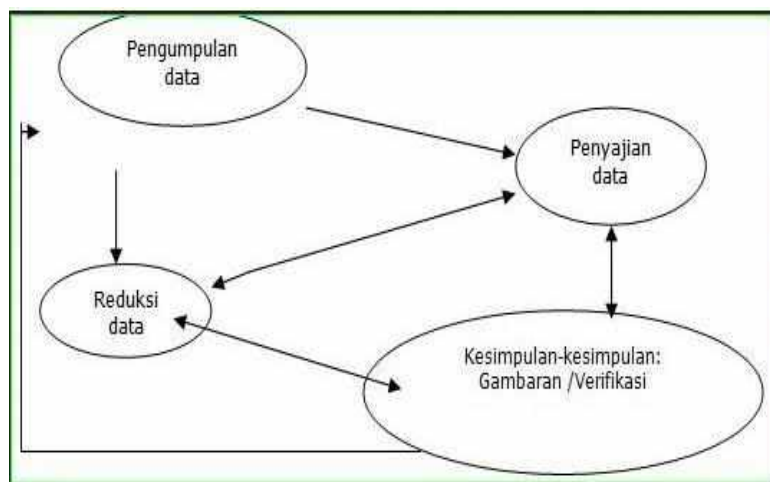 Pengumpulan
data
Penyajian
data
Reduksi
data
Kesimpulan-kesimpulan:
Gambaran /Verifikasi